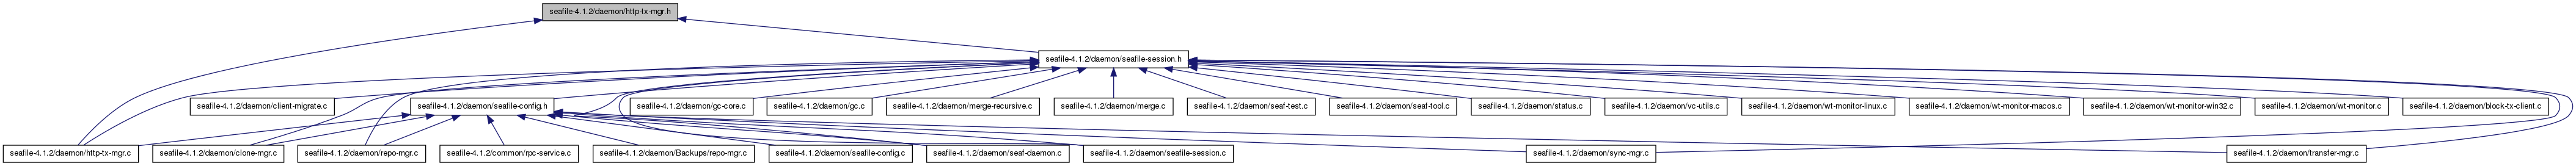 seafile-4.1.2/daemon/http-tx-mgr.h
seafile-4.1.2/daemon/seafile-session.h
seafile-4.1.2/daemon/client-migrate.c
seafile-4.1.2/daemon/seafile-config.h
seafile-4.1.2/daemon/gc-core.c
seafile-4.1.2/daemon/gc.c
seafile-4.1.2/daemon/merge-recursive.c
seafile-4.1.2/daemon/merge.c
seafile-4.1.2/daemon/seaf-test.c
seafile-4.1.2/daemon/seaf-tool.c
seafile-4.1.2/daemon/status.c
seafile-4.1.2/daemon/vc-utils.c
seafile-4.1.2/daemon/wt-monitor-linux.c
seafile-4.1.2/daemon/wt-monitor-macos.c
seafile-4.1.2/daemon/wt-monitor-win32.c
seafile-4.1.2/daemon/wt-monitor.c
seafile-4.1.2/daemon/block-tx-client.c
seafile-4.1.2/daemon/http-tx-mgr.c
seafile-4.1.2/daemon/clone-mgr.c
seafile-4.1.2/daemon/repo-mgr.c
seafile-4.1.2/common/rpc-service.c
seafile-4.1.2/daemon/Backups/repo-mgr.c
seafile-4.1.2/daemon/seafile-config.c
seafile-4.1.2/daemon/seaf-daemon.c
seafile-4.1.2/daemon/seafile-session.c
seafile-4.1.2/daemon/sync-mgr.c
seafile-4.1.2/daemon/transfer-mgr.c